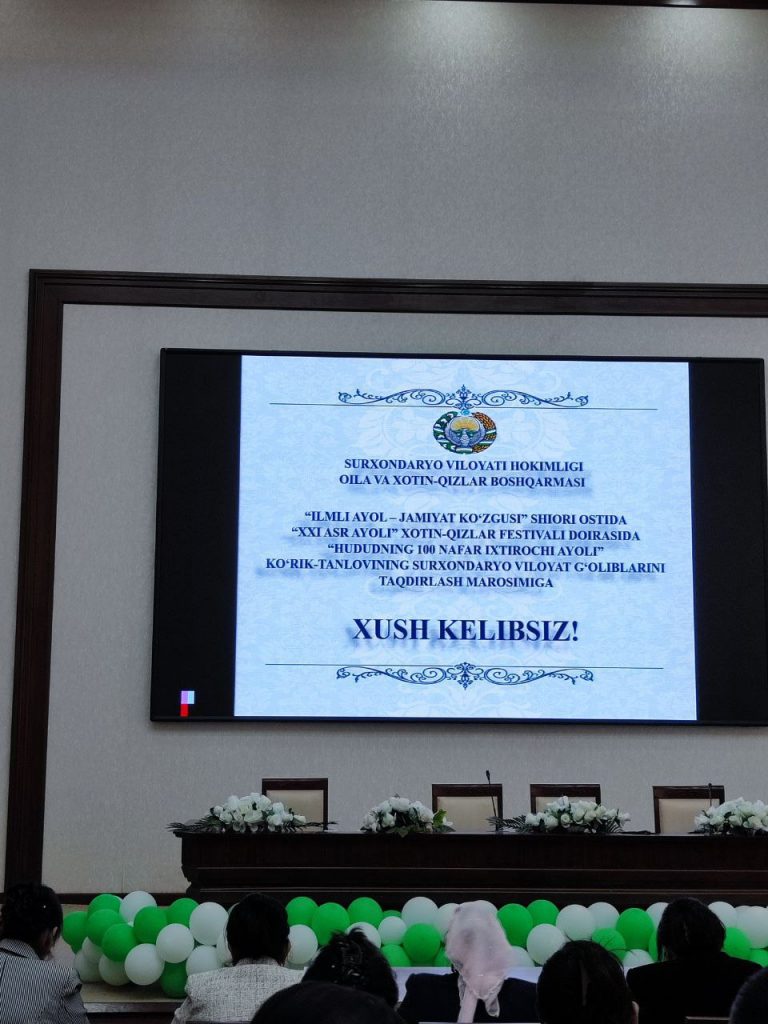 SURXONDARYO VILOYATI HOKIMLIGI
OILA VA XOTIN-QIZLAR BOSHQARMASI
“ILMLI AYOL – JAMIYAT KO‘ZGUSI” SHIORI OSTIDA
“XXI ASR AYOLI” XOTIN-QIZLAR FESTIVALI DOIRASIDA
“HUDUDNING 100 NAFAR IXTIROCHI AYOLI”
KO‘RIK-TANLOVINING SURXONDARYO VILOYAT G‘OLIBLARINI
TAQDIRLASH MAROSIMIGA
XUSH KELIBSIZ!